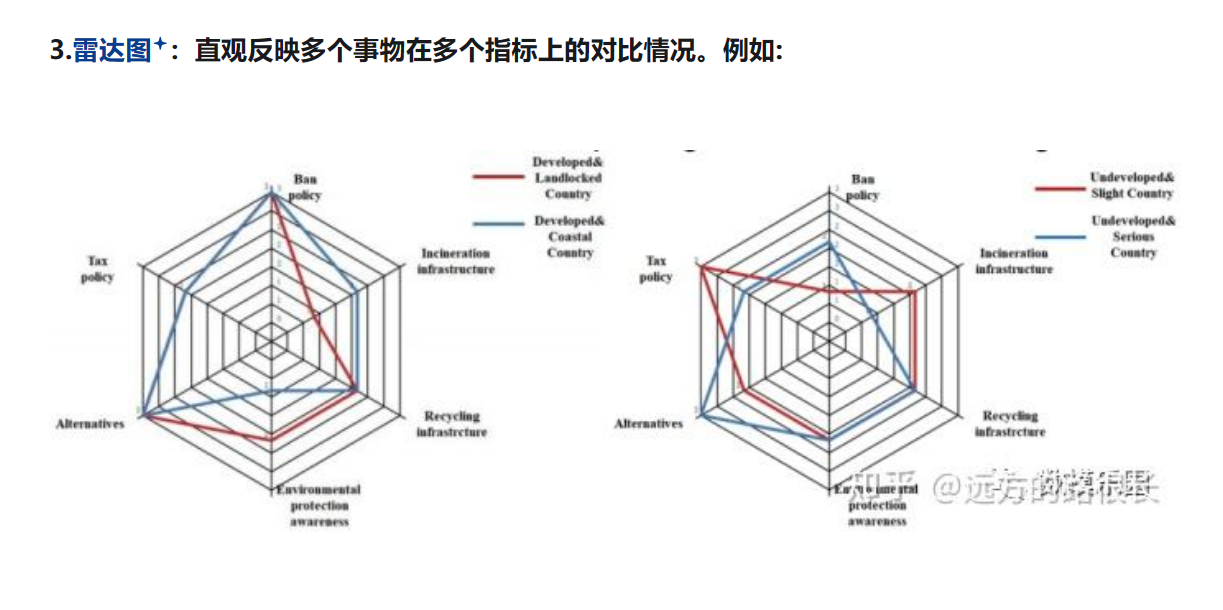 3.雷达图：直观反映多个事物在多个指标上的对比情况。例如:
Ban
policy
Developed&
Landlocked
Country
Developed&
Coastal
Country
Tax
policy
Incineration
infrastructure
Alternatives
Recycling
infrastrcture
Environmental
protection
awareness
Ban
policy
Undeveloped&
Slight Country
Undeveloped&
Serious
Country
Tax
policy
Incineration
infrastructure
Alternatives
Recycling
infrastrcture
protection
awareness
知乎 @远方的路很长